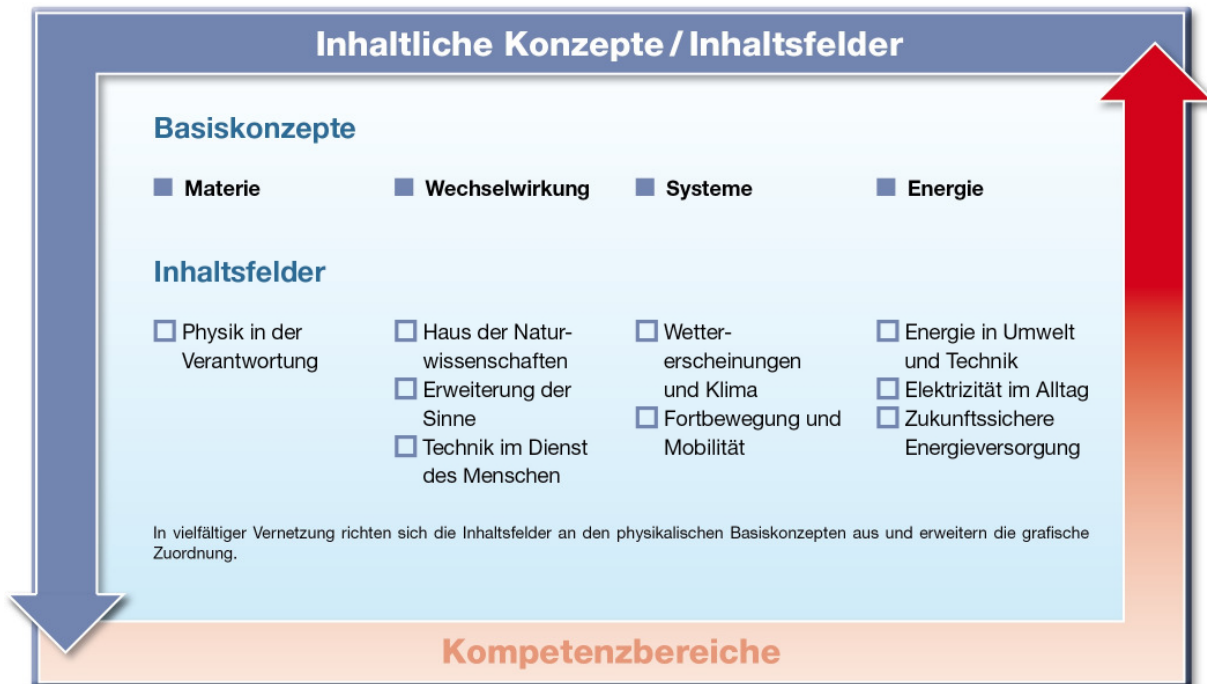 Inhaltliche Konzepte / Inhaltsfelder
Basiskonzepte
Materie
Wechselwirkung
Systeme
Energie
Inhaltsfelder
Physik in der
Verantwortung
Haus der Natur-
wissenschaften
Erweiterung der
Sinne
Technik im Dienst
des Menschen
Wetter-
erscheinungen
und Klima
Fortbewegung und
Mobilität
Energie in Umwelt
und Technik
Elektrizität im Alltag
Zukunftssichere
Energieversorgung
In vielfältiger Vernetzung richten sich die Inhaltsfelder an den physikalischen Basiskonzepten aus und erweitern die grafische
Zuordnung.
Kompetenzbereiche